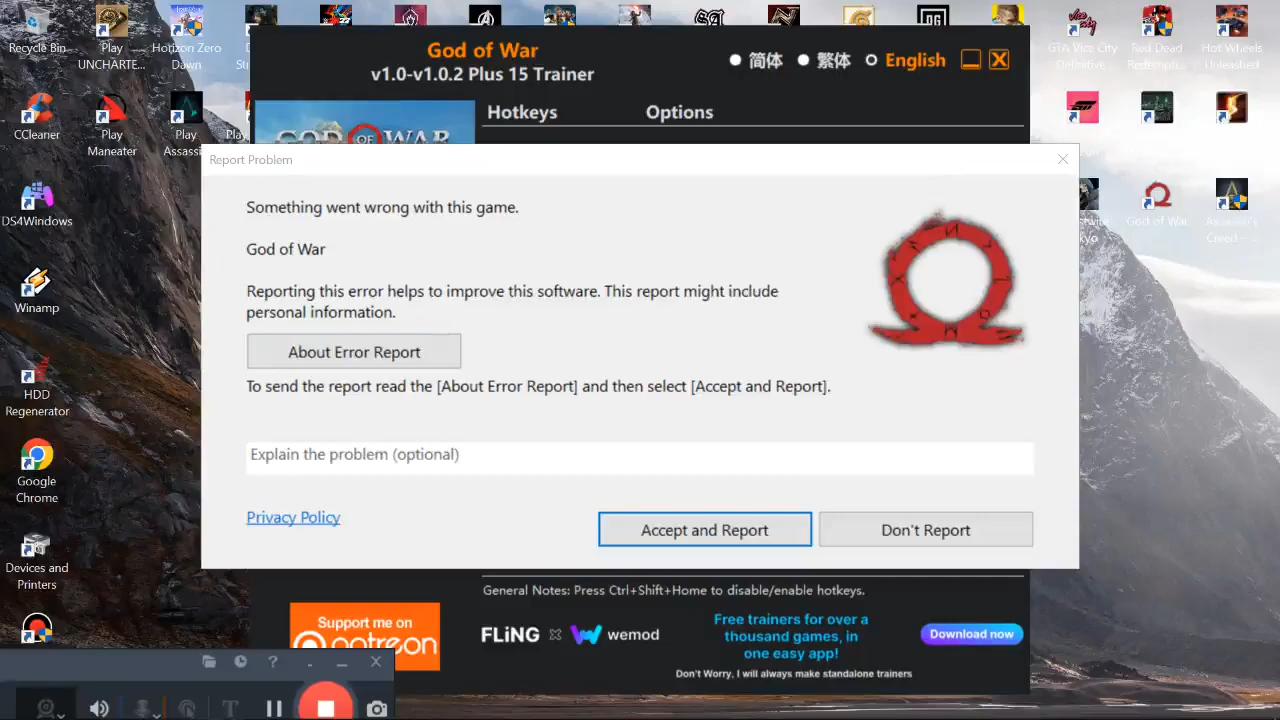 Recycle Bin
Play
UNCHARTE...
Horizon Zero
Dawn
God of War
v1.0-v1.0.2 Plus 15 Trainer
简体
繁体
English
GTA Vice City
Definitive...
Red Dead
Redempti...
Hot Wheels
Unleashed
Hotkeys
Options
GOD OF WAR
CCleaner
Play
Maneater
Play
Assassi
Play
Report Problem
Something went wrong with this game.
God of War
Reporting this error helps to improve this software. This report might include
personal information.
About Error Report
To send the report read the [About Error Report] and then select [Accept and Report].
Explain the problem (optional)
Privacy Policy
Accept and Report
Don't Report
DS4Windows
God of War
Assassin's
Creed – ...
Winamp
HDD
Regenerator
Google
Chrome
Devices and
Printers
General Notes: Press Ctrl+Shift+Home to disable/enable hotkeys.
Support me on
patreon
FLiNG
wemod
Free trainers for over a
thousand games, in
one easy app!
Download now
Don't Worry, I will always make standalone trainers